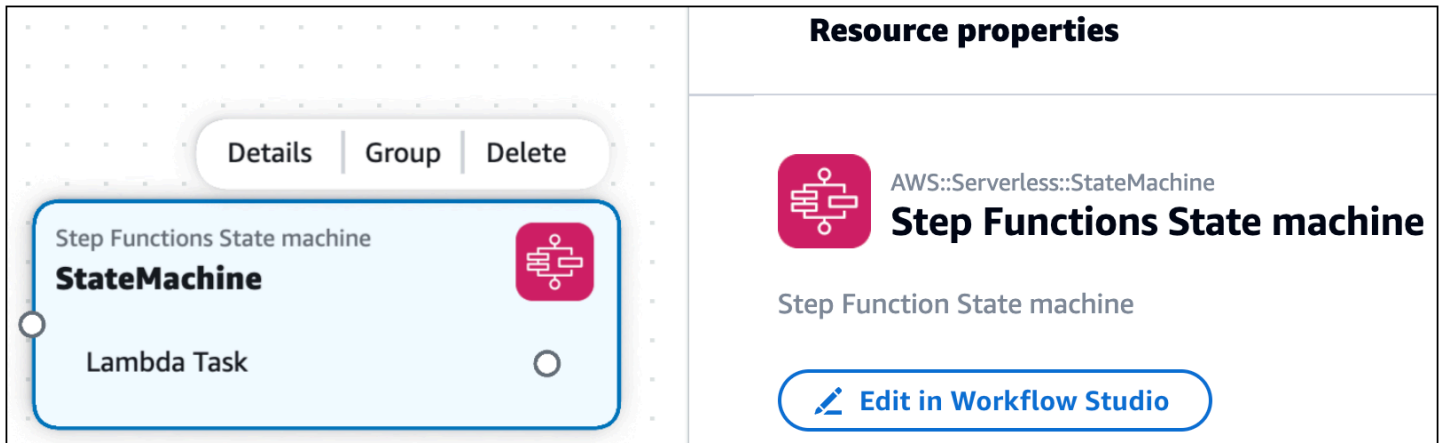 Details
Group
Delete
Step Functions State machine
StateMachine
Lambda Task
Resource properties
AWS::Serverless::StateMachine
Step Functions State machine
Step Function State machine
Edit in Workflow Studio